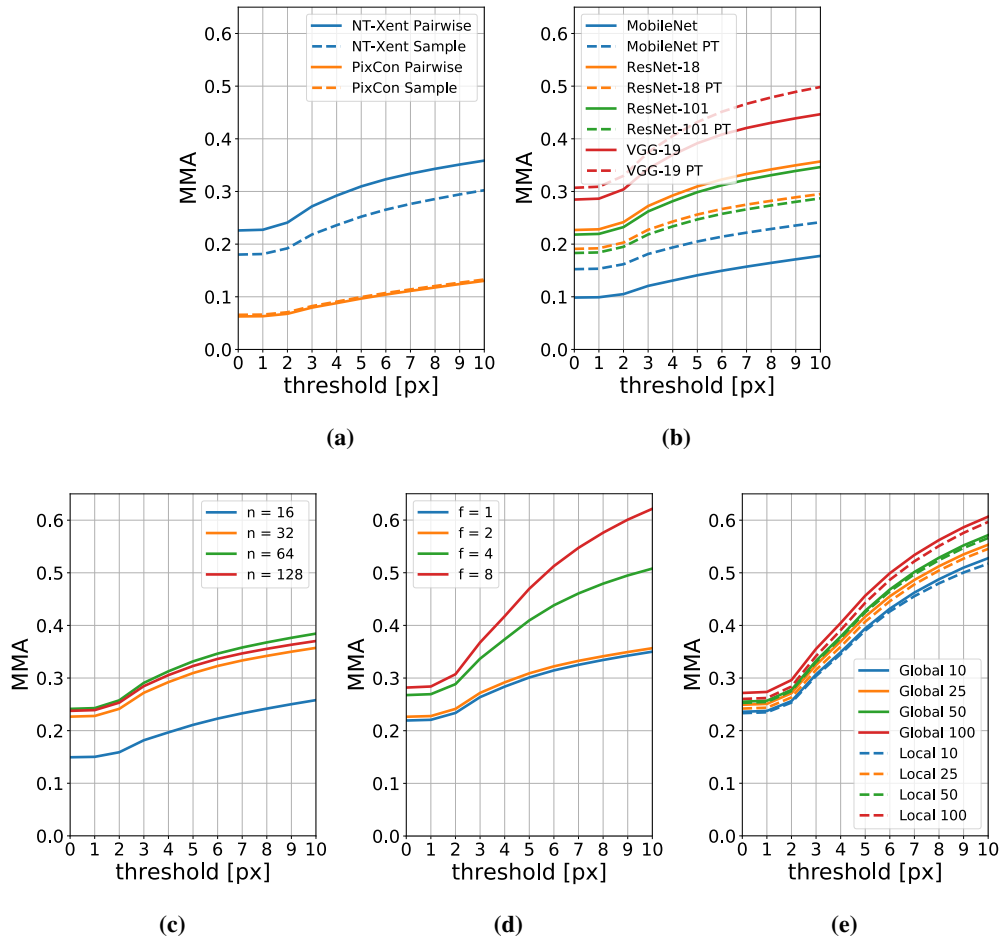 NT-Xent Pairwise
NT-Xent Sample
PixCon Pairwise
PixCon Sample
MMA
0.6
0.5
0.4
0.3
0.2
0.1
0.0
0 1 2 3 4 5 6 7 8 9 10
threshold [px]
(a)
MobileNet
MobileNet PT
ResNet-18
ResNet-18 PT
ResNet-101
ResNet-101 PT
VGG-19
VGG-19 PT
MMA
0.6
0.5
0.4
0.3
0.2
0.1
0.0
0 1 2 3 4 5 6 7 8 9 10
threshold [px]
(b)
n = 16
n = 32
n = 64
n = 128
MMA
0.6
0.5
0.4
0.3
0.2
0.1
0.0
0 1 2 3 4 5 6 7 8 9 10
threshold [px]
(c)
f = 1
f = 2
f = 4
f = 8
MMA
0.6
0.5
0.4
0.3
0.2
0.1
0.0
0 1 2 3 4 5 6 7 8 9 10
threshold [px]
(d)
Global 10
Global 25
Global 50
Global 100
Local 10
Local 25
Local 50
Local 100
MMA
0.6
0.5
0.4
0.3
0.2
0.1
0.0
0 1 2 3 4 5 6 7 8 9 10
threshold [px]
(e)